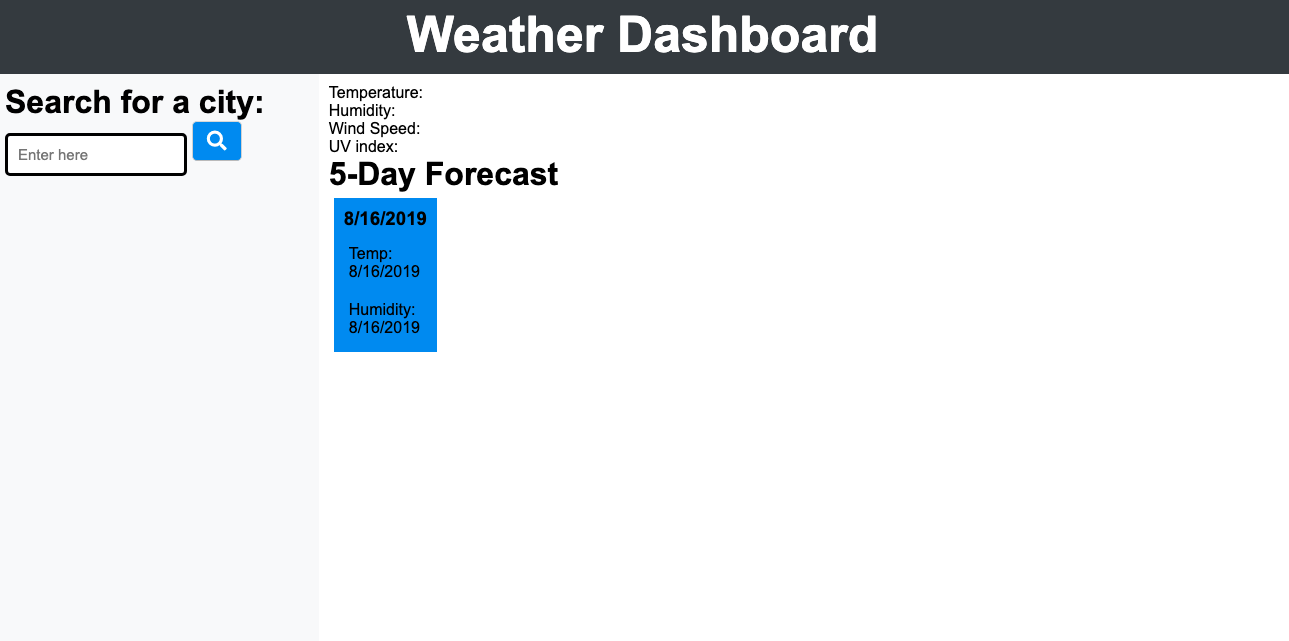 Weather Dashboard
Search for a city:
Enter here
Temperature:
Humidity:
Wind Speed:
UV index:
5-Day Forecast
8/16/2019
Temp:
8/16/2019
Humidity:
8/16/2019